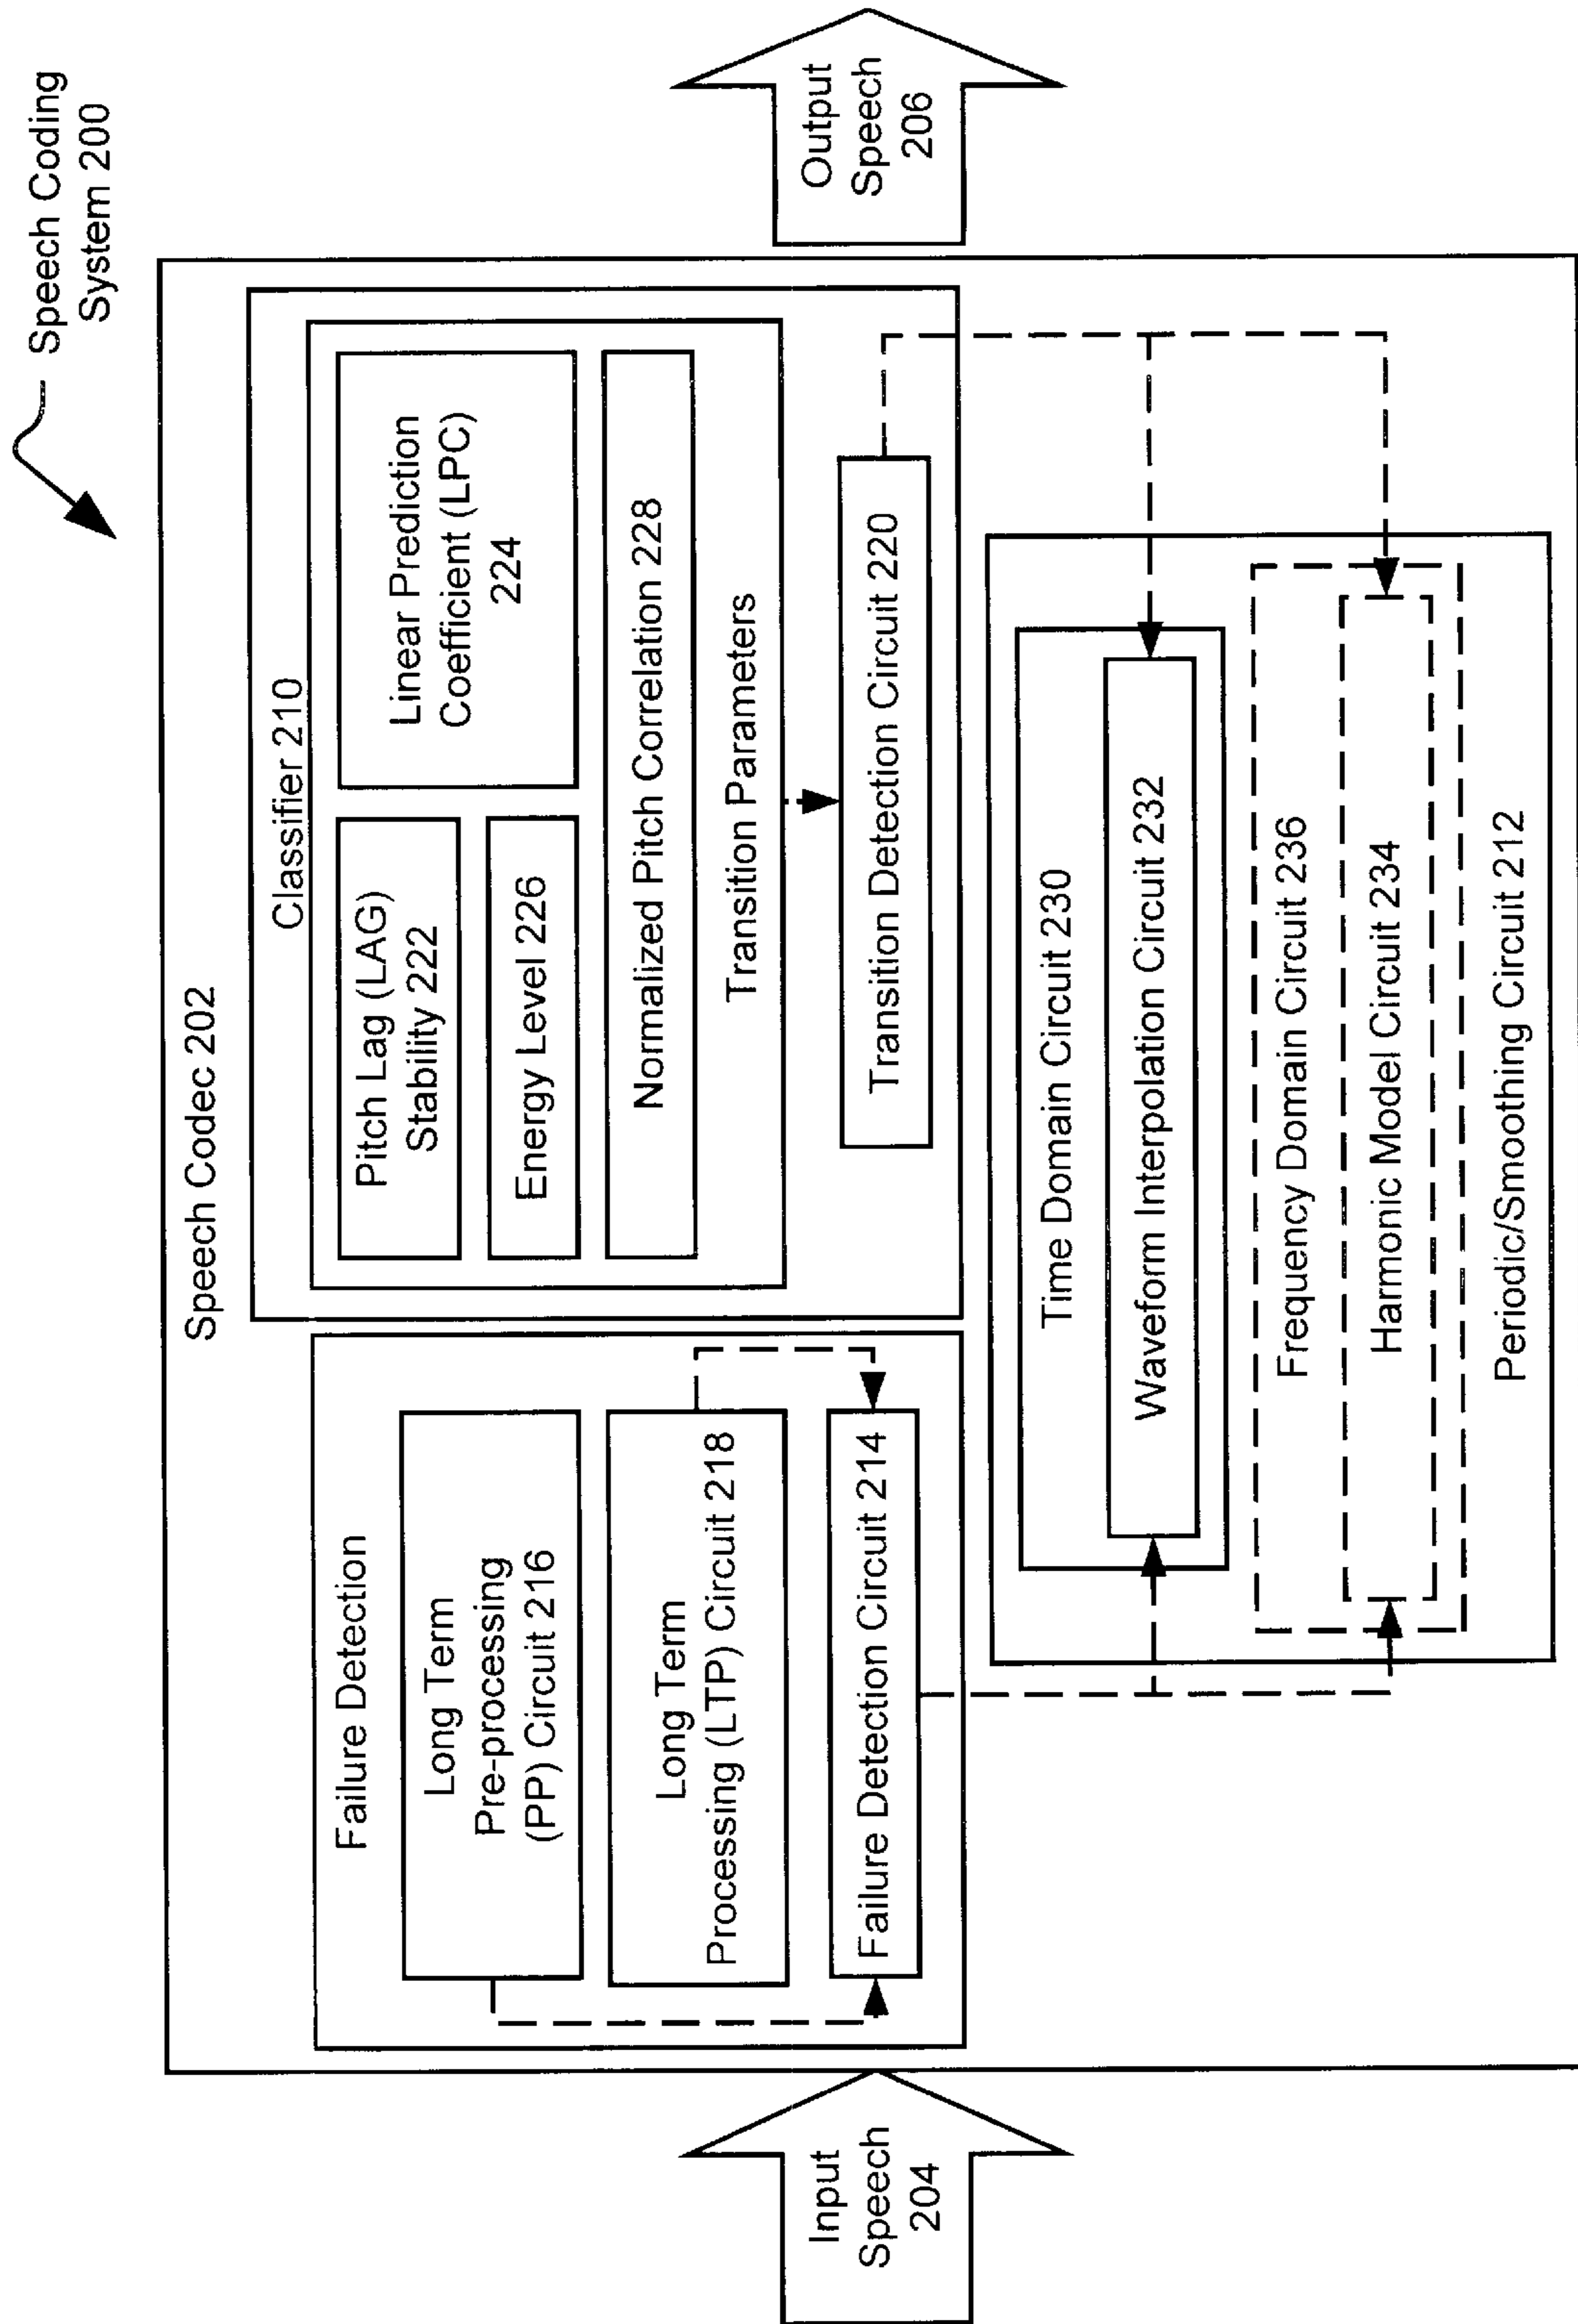 Speech Coding
System 200
Speech Codec 202
Input
Speech
204
Failure Detection
Long Term
Pre-processing
(PP) Circuit 216
Long Term
Processing (LTP) Circuit 218
Failure Detection Circuit 214
Classifier 210
Pitch Lag (LAG)
Stability 222
Linear Prediction
Coefficient (LPC)
224
Energy Level 226
Normalized Pitch Correlation 228
Transition Parameters
Transition Detection Circuit 220
Time Domain Circuit 230
Waveform Interpolation Circuit 232
Frequency Domain Circuit 236
Harmonic Model Circuit 234
Periodic/Smoothing Circuit 212
Output
Speech
206